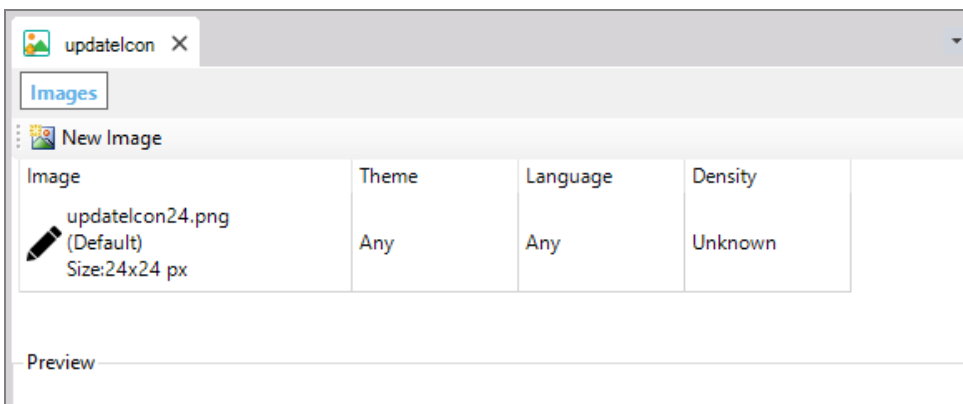 updateIcon
Images
New Image
Image Theme Language Density
updateIcon24.png
(Default)
Size:24x24 px
Any Any Unknown
Preview